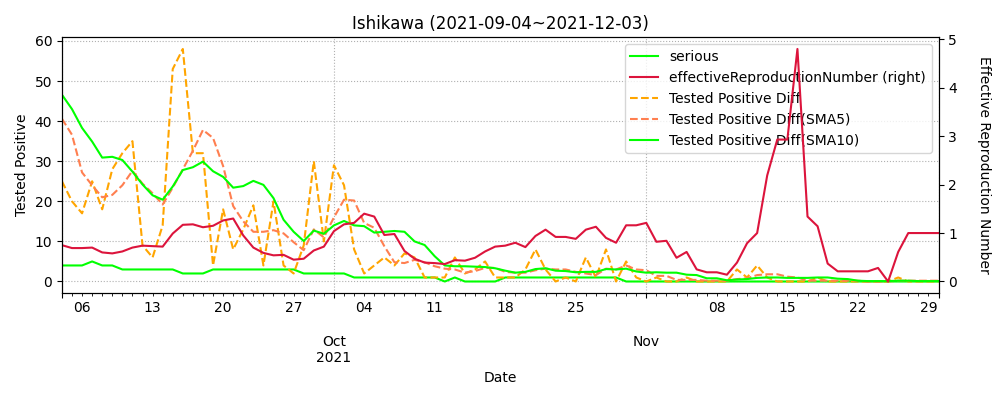 Ishikawa (2021-09-04~2021-12-03)
serious
effectiveReproductionNumber (right)
Tested Positive Diff
Tested Positive Diff(SMA5)
Tested Positive Diff(SMA10)
Tested Positive
60
50
40
30
20
10
0
5
4
3
2
1
0
Effective Reproduction Number
06 13 20 27 04 11 18 25 08 15 22 29
Oct Nov
2021
Date